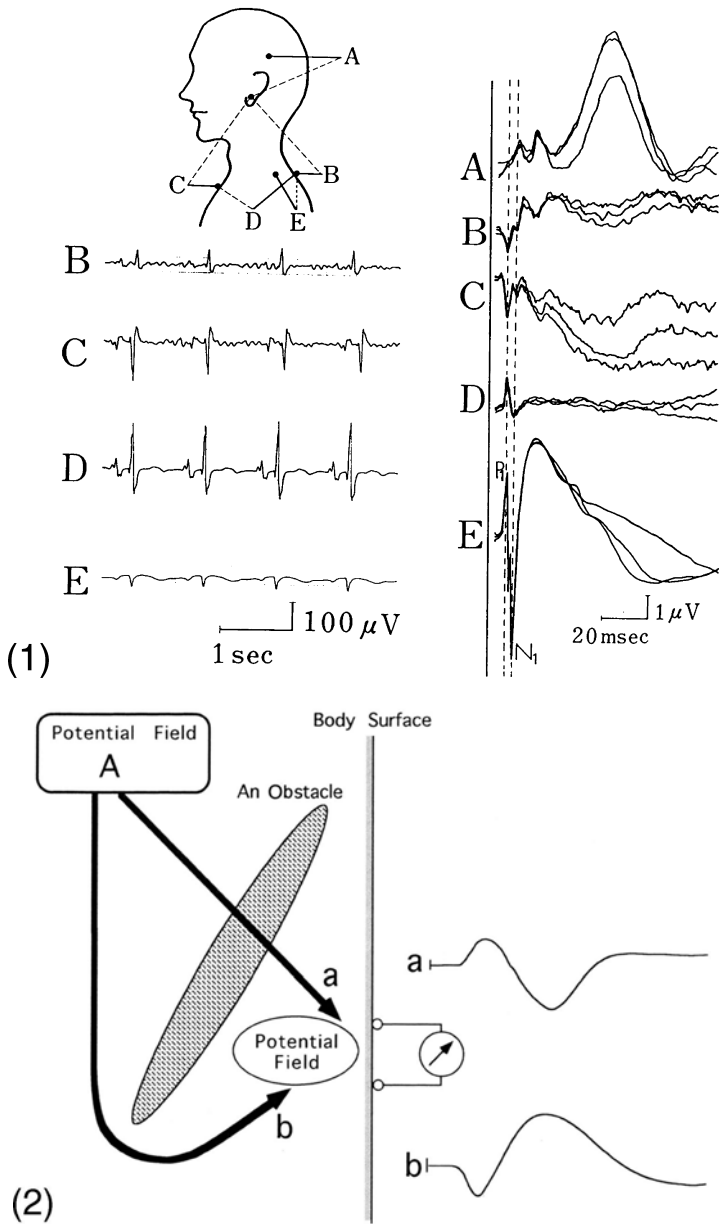 A
B
C
D
E
B
C
D
E
100 μV
1 sec
A
B
C
D
P₁
E
N₁
1 μV
20 msec
(1)
Potential Field
A
Body Surface
An Obstacle
a
a
Potential
Field
b
b
(2)